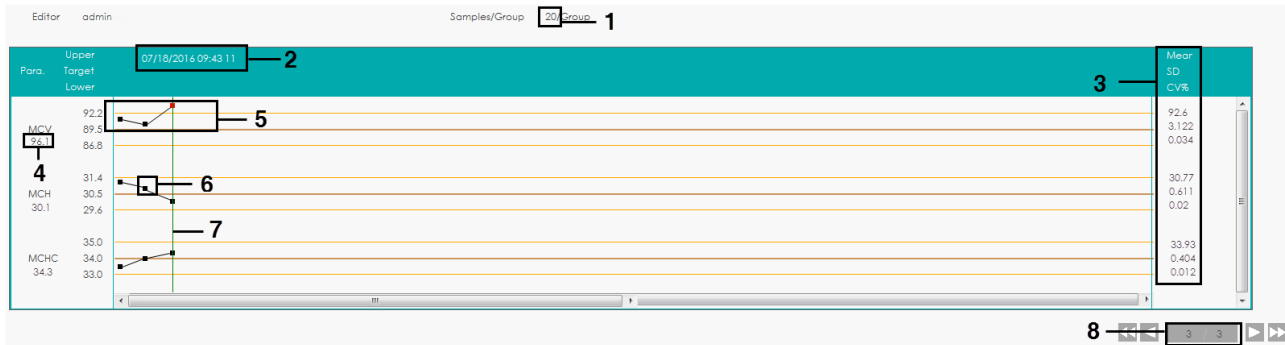 Editor admin Samples/Group 20/Group 1
Upper Mear
Para. Target 07/18/2016 09:43 11 2 SD
Lower 3 CV%
92.2 5 92.6
MCV 89.5 3.122
96.1 86.8 0.034
4 31.4 6 30.77
MCH 30.5 0.611
30.1 29.6 0.02
7
35.0 33.93
MCHC 34.0 0.404
34.3 33.0 0.012
8 3 / 3